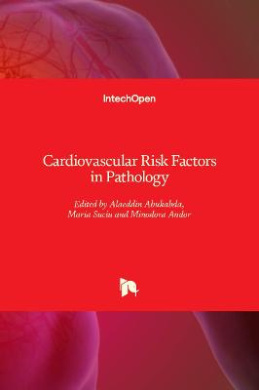 IntechOpen
Cardiovascular Risk Factors
in Pathology
Edited by Alaeddin Abukabda,
Maria Suciu and Minodora Andor